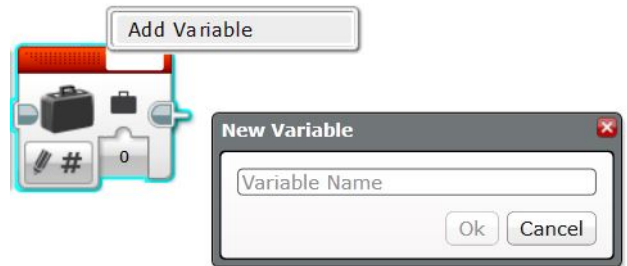 Add Variable
#
0
New Variable
Variable Name
Ok Cancel